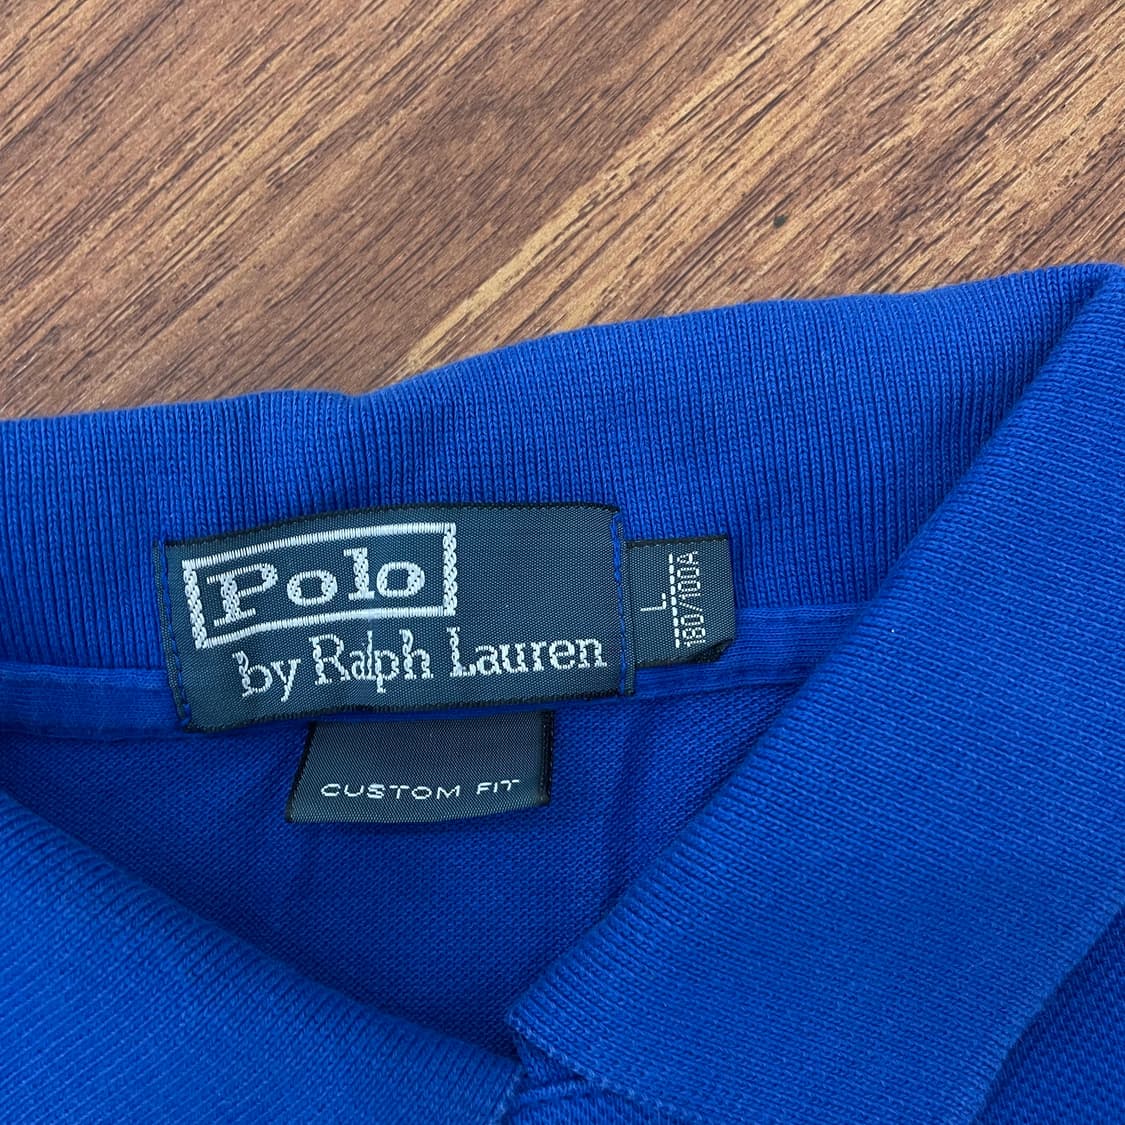 Polo
by Ralph Lauren
L
180/100A
CUSTOM FIT